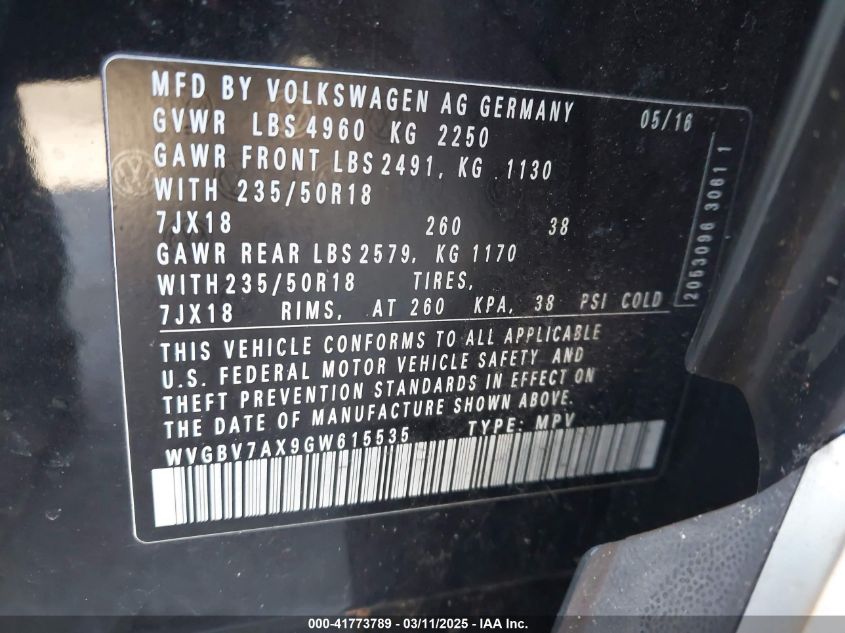 MFD BY VOLKSWAGEN AG GERMANY 05/16
GVWR LBS 4960 KG 2250
GAWR FRONT LBS 2491, KG . 1130
WITH 235/50R18
7JX18 260 38
GAWR REAR LBS 2579, KG 1170
WITH 235/50R18 TIRES,
7JX18 RIMS, AT 260 KPA, 38 PSI COLD
2053096 3061 1
THIS VEHICLE CONFORMS TO ALL APPLICABLE
U.S. FEDERAL MOTOR VEHICLE SAFETY AND
THEFT PREVENTION STANDARDS IN EFFECT ON
THE DATE OF MANUFACTURE SHOWN ABOVE.
WVGBV7AX9GW615535 TYPE: MPV
000-41773789 - 03/11/2025 - IAA Inc.